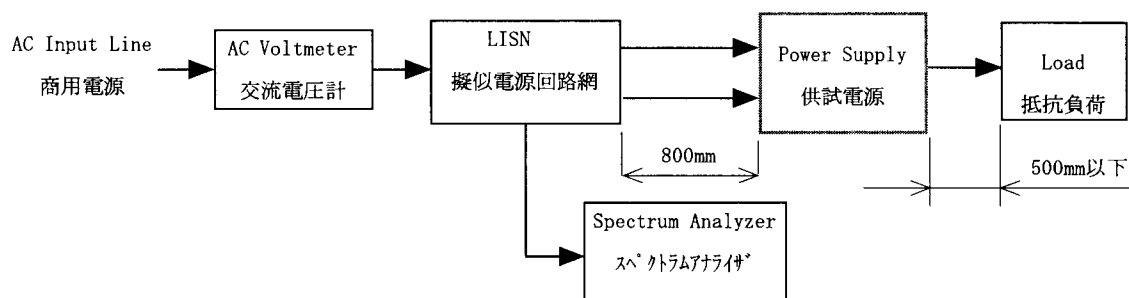 AC Input Line
商用電源
AC Voltmeter
交流電圧計
LISN
擬似電源回路網
Power Supply
供試電源
Load
抵抗負荷
800mm
500mm以下
Spectrum Analyzer
ｽﾍﾟｸﾄﾗﾑｱﾅﾗｲｻﾞ